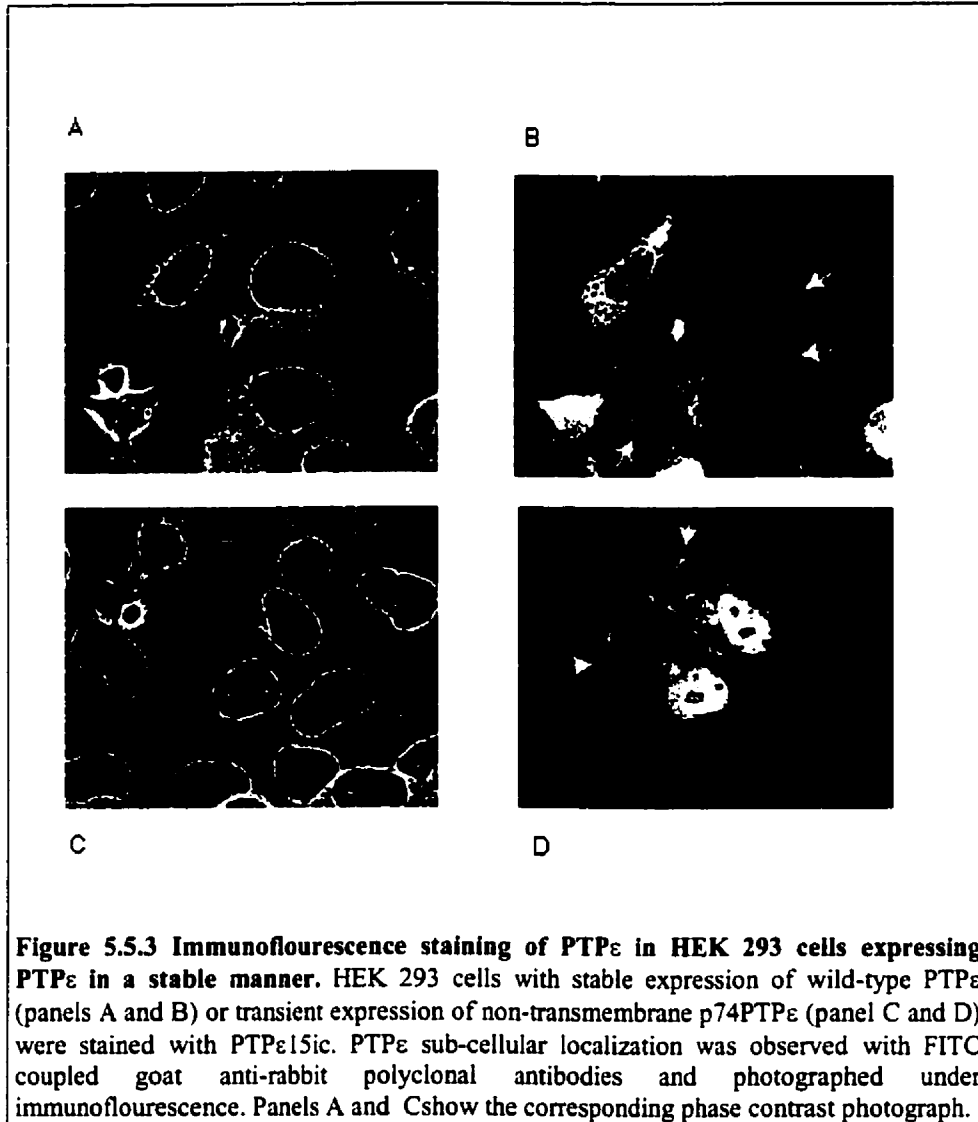 A
B
C
D
Figure 5.5.3 Immunoflourescence staining of PTPε in HEK 293 cells expressing
PTPε in a stable manner. HEK 293 cells with stable expression of wild-type PTPε
(panels A and B) or transient expression of non-transmembrane p74PTPε (panel C and D)
were stained with PTPε15ic. PTPε sub-cellular localization was observed with FITC
coupled goat anti-rabbit polyclonal antibodies and photographed under
immunoflourescence. Panels A and Cshow the corresponding phase contrast photograph.